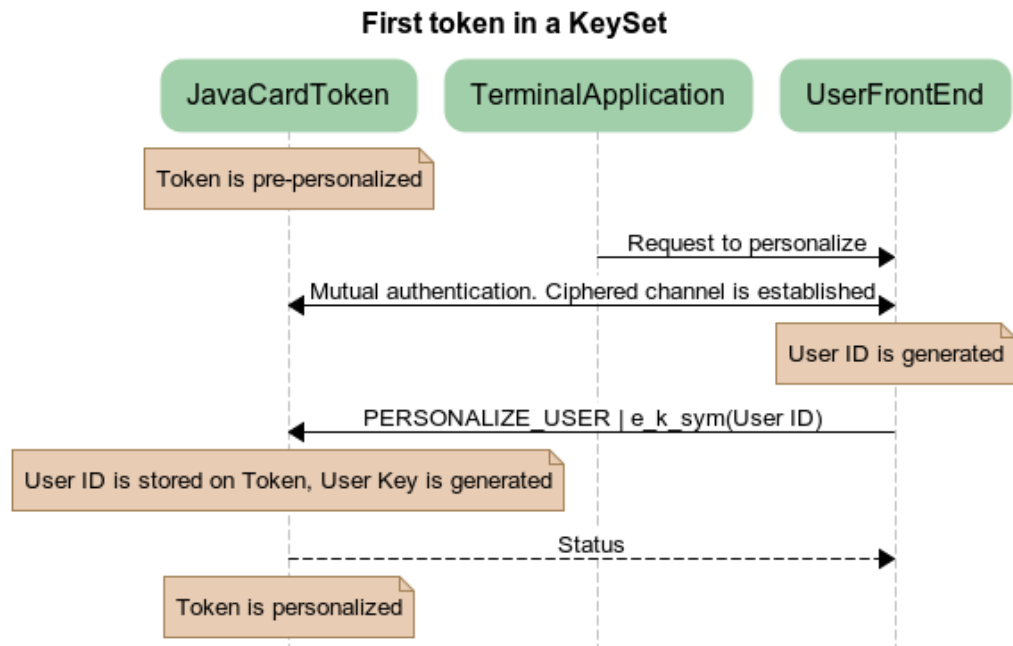 First token in a KeySet
JavaCardToken
TerminalApplication
UserFrontEnd
Token is pre-personalized
Request to personalize
Mutual authentication. Ciphered channel is established
User ID is generated
PERSONALIZE_USER | e_k_sym(User ID)
User ID is stored on Token, User Key is generated
Status
Token is personalized